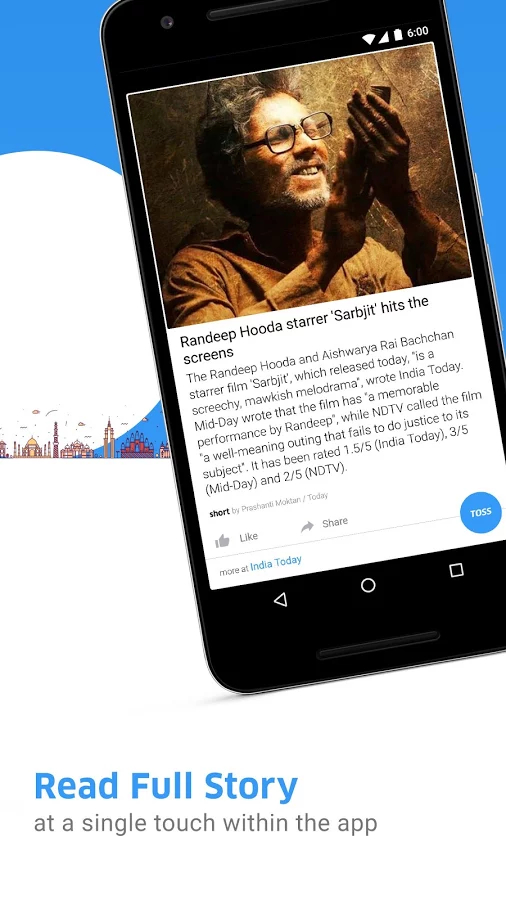 6:00
Randeep Hooda starrer 'Sarbjit' hits the
screens
The Randeep Hooda and Aishwarya Rai Bachchan
starrer film 'Sarbjit', which released today, "is a
screechy, mawkish melodrama", wrote India Today.
Mid-Day wrote that the film has "a memorable
performance by Randeep", while NDTV called the film
"a well-meaning outing that fails to do justice to its
subject". It has been rated 1.5/5 (India Today), 3/5
(Mid-Day) and 2/5 (NDTV).
short by Prashanti Moktan / Today
Like Share TOSS
more at India Today
Read Full Story
at a single touch within the app